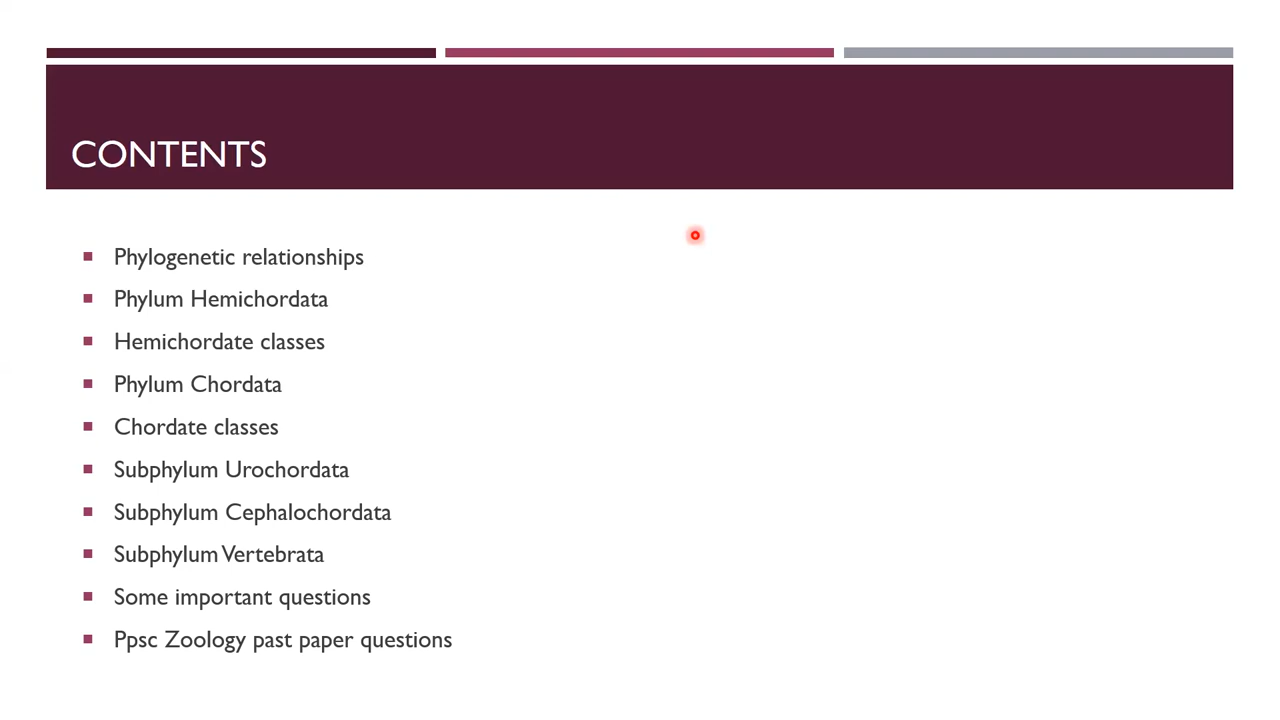 CONTENTS
Phylogenetic relationships
Phylum Hemichordata
Hemichordate classes
Phylum Chordata
Chordate classes
Subphylum Urochordata
Subphylum Cephalochordata
Subphylum Vertebrata
Some important questions
Ppsc Zoology past paper questions